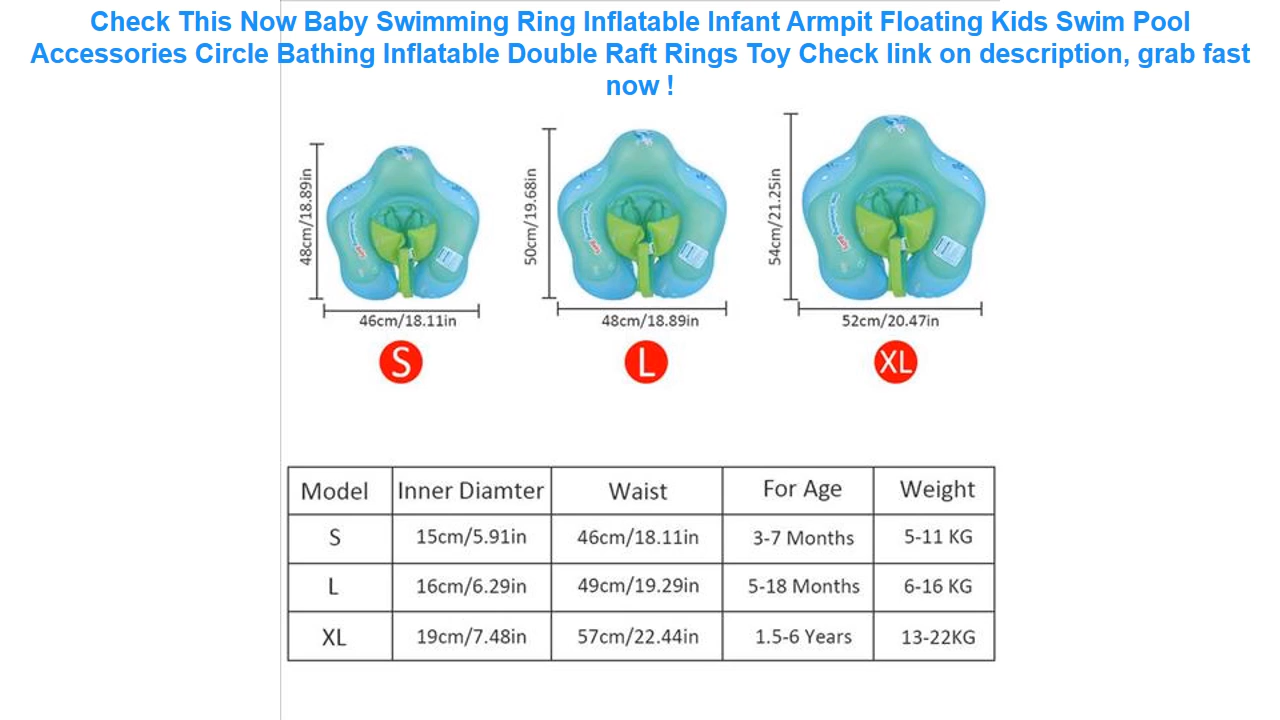 Check This Now Baby Swimming Ring Inflatable Infant Armpit Floating Kids Swim Pool
Accessories Circle Bathing Inflatable Double Raft Rings Toy Check link on description, grab fast
now !
48cm/18.89in
50cm/19.68in
54cm/21.25in
46cm/18.11in
48cm/18.89in
52cm/20.47in
S
L
XL
Model Inner Diamter Waist For Age Weight
S 15cm/5.91in 46cm/18.11in 3-7 Months 5-11 KG
L 16cm/6.29in 49cm/19.29in 5-18 Months 6-16 KG
XL 19cm/7.48in 57cm/22.44in 1.5-6 Years 13-22KG